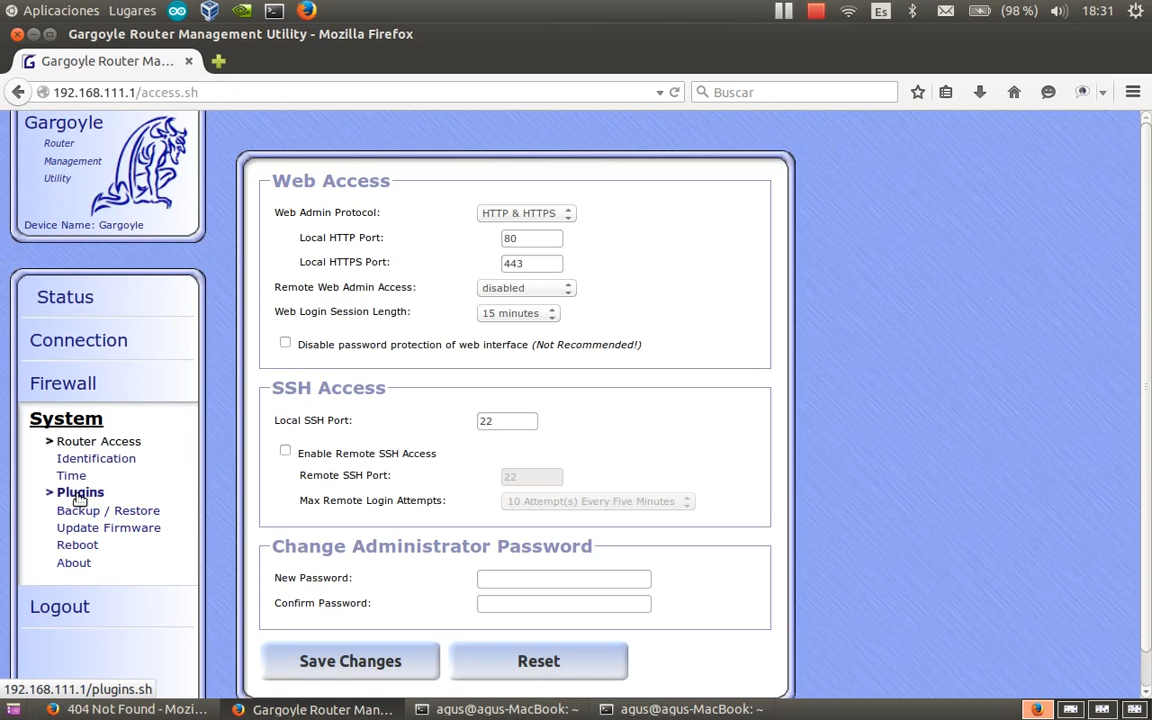 Aplicaciones Lugares Es (98 %) 18:31
Gargoyle Router Management Utility - Mozilla Firefox
Gargoyle Router Ma...
192.168.111.1/access.sh Buscar
Gargoyle
Router
Management
Utility
Device Name: Gargoyle
Status
Connection
Firewall
System
> Router Access
Identification
Time
> Plugins
Backup / Restore
Update Firmware
Reboot
About
Logout
Web Access
Web Admin Protocol: HTTP & HTTPS
Local HTTP Port: 80
Local HTTPS Port: 443
Remote Web Admin Access: disabled
Web Login Session Length: 15 minutes
Disable password protection of web interface (Not Recommended!)
SSH Access
Local SSH Port: 22
Enable Remote SSH Access
Remote SSH Port: 22
Max Remote Login Attempts: 10 Attempt(s) Every Five Minutes
Change Administrator Password
New Password:
Confirm Password:
Save Changes Reset
192.168.111.1/plugins.sh
404 Not Found - Mozi... Gargoyle Router Man... agus@agus-MacBook: ~ agus@agus-MacBook: ~